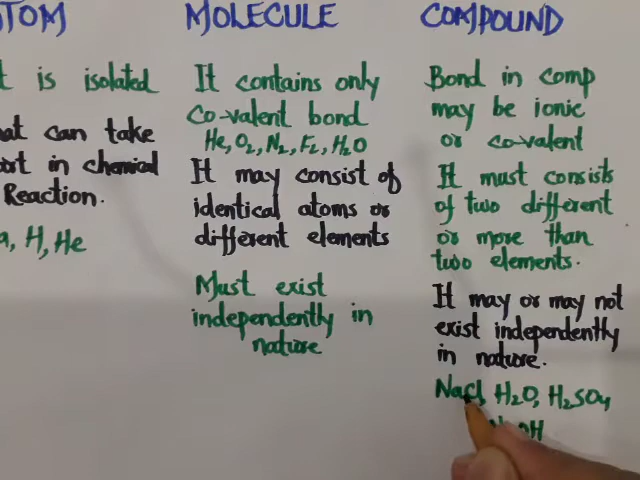 TOM
t is isolated
hat can take
ort in chemical
Reaction.
a, H, He
MOLECULE
It contains only
Co-valent bond
He, O2, N2, F2, H2O
It may consist of
identical atoms or
different elements
Must exist
independently in
nature
COMPOUND
Bond in comp
may be ionic
or co-valent
It must consists
of two different
or more than
two elements.
It may or may not
exist independently
in nature.
NaCl, H2O, H2SO4,
OH